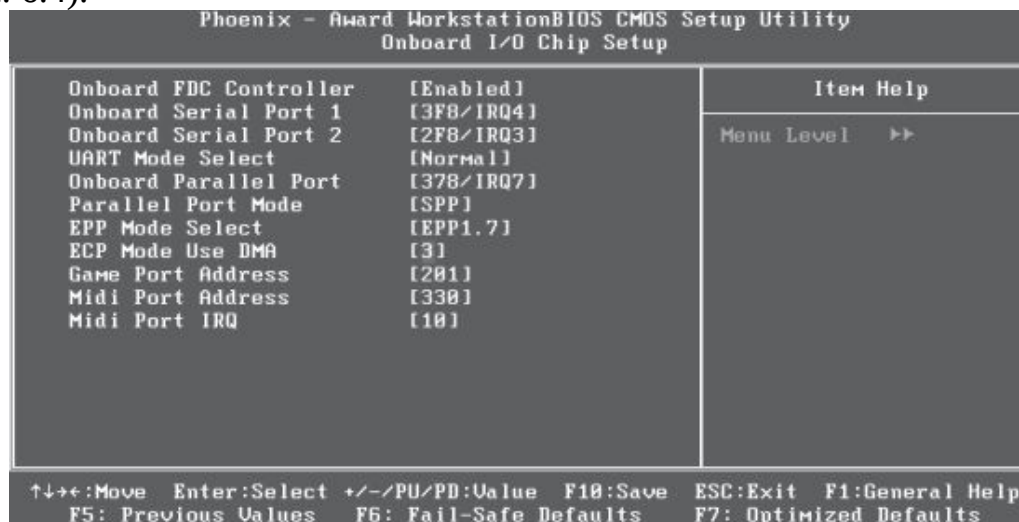 Phoenix - Award WorkstationBIOS CMOS Setup Utility
Onboard I/O Chip Setup
Onboard FDC Controller [Enabled]
Onboard Serial Port 1 [3F8/IRQ4]
Onboard Serial Port 2 [2F8/IRQ3]
UART Mode Select [Normal]
Onboard Parallel Port [378/IRQ7]
Parallel Port Mode [SPP]
EPP Mode Select [EPP1.7]
ECP Mode Use DMA [3]
Game Port Address [201]
Midi Port Address [330]
Midi Port IRQ [10]
Item Help
Menu Level ►►
↑↓→←:Move Enter:Select +/-/PU/PD:Value F10:Save ESC:Exit F1:General Help
F5: Previous Values F6: Fail-Safe Defaults F7: Optimized Defaults